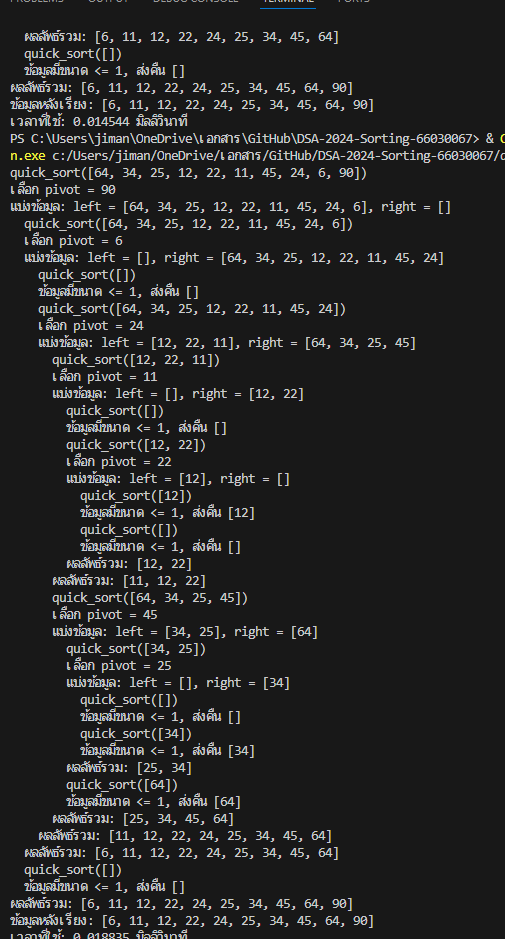 PROBLEMS OUTPUT DEBUG CONSOLE TERMINAL PORTS
ผลลัพธ์รวม: [6, 11, 12, 22, 24, 25, 34, 45, 64]
quick_sort([])
ข้อมูลมีขนาด <= 1, ส่งคืน []
ผลลัพธ์รวม: [6, 11, 12, 22, 24, 25, 34, 45, 64, 90]
ข้อมูลหลังเรียง: [6, 11, 12, 22, 24, 25, 34, 45, 64, 90]
เวลาที่ใช้: 0.014544 มิลลิวินาที
PS C:\Users\jiman\OneDrive\เอกสาร\GitHub\DSA-2024-Sorting-66030067> & C
n.exe c:/Users/jiman/OneDrive/เอกสาร/GitHub/DSA-2024-Sorting-66030067/
quick_sort([64, 34, 25, 12, 22, 11, 45, 24, 6, 90])
เลือก pivot = 90
แบ่งข้อมูล: left = [64, 34, 25, 12, 22, 11, 45, 24, 6], right = []
quick_sort([64, 34, 25, 12, 22, 11, 45, 24, 6])
เลือก pivot = 6
แบ่งข้อมูล: left = [], right = [64, 34, 25, 12, 22, 11, 45, 24]
quick_sort([])
ข้อมูลมีขนาด <= 1, ส่งคืน []
quick_sort([64, 34, 25, 12, 22, 11, 45, 24])
เลือก pivot = 24
แบ่งข้อมูล: left = [12, 22, 11], right = [64, 34, 25, 45]
quick_sort([12, 22, 11])
เลือก pivot = 11
แบ่งข้อมูล: left = [], right = [12, 22]
quick_sort([])
ข้อมูลมีขนาด <= 1, ส่งคืน []
quick_sort([12, 22])
เลือก pivot = 22
แบ่งข้อมูล: left = [12], right = []
quick_sort([12])
ข้อมูลมีขนาด <= 1, ส่งคืน [12]
quick_sort([])
ข้อมูลมีขนาด <= 1, ส่งคืน []
ผลลัพธ์รวม: [12, 22]
ผลลัพธ์รวม: [11, 12, 22]
quick_sort([64, 34, 25, 45])
เลือก pivot = 45
แบ่งข้อมูล: left = [34, 25], right = [64]
quick_sort([34, 25])
เลือก pivot = 25
แบ่งข้อมูล: left = [], right = [34]
quick_sort([])
ข้อมูลมีขนาด <= 1, ส่งคืน []
quick_sort([34])
ข้อมูลมีขนาด <= 1, ส่งคืน [34]
ผลลัพธ์รวม: [25, 34]
quick_sort([64])
ข้อมูลมีขนาด <= 1, ส่งคืน [64]
ผลลัพธ์รวม: [25, 34, 45, 64]
ผลลัพธ์รวม: [11, 12, 22, 24, 25, 34, 45, 64]
ผลลัพธ์รวม: [6, 11, 12, 22, 24, 25, 34, 45, 64]
quick_sort([])
ข้อมูลมีขนาด <= 1, ส่งคืน []
ผลลัพธ์รวม: [6, 11, 12, 22, 24, 25, 34, 45, 64, 90]
ข้อมูลหลังเรียง: [6, 11, 12, 22, 24, 25, 34, 45, 64, 90]
เวลาที่ใช้: 0.018835 มิลลิวินาที